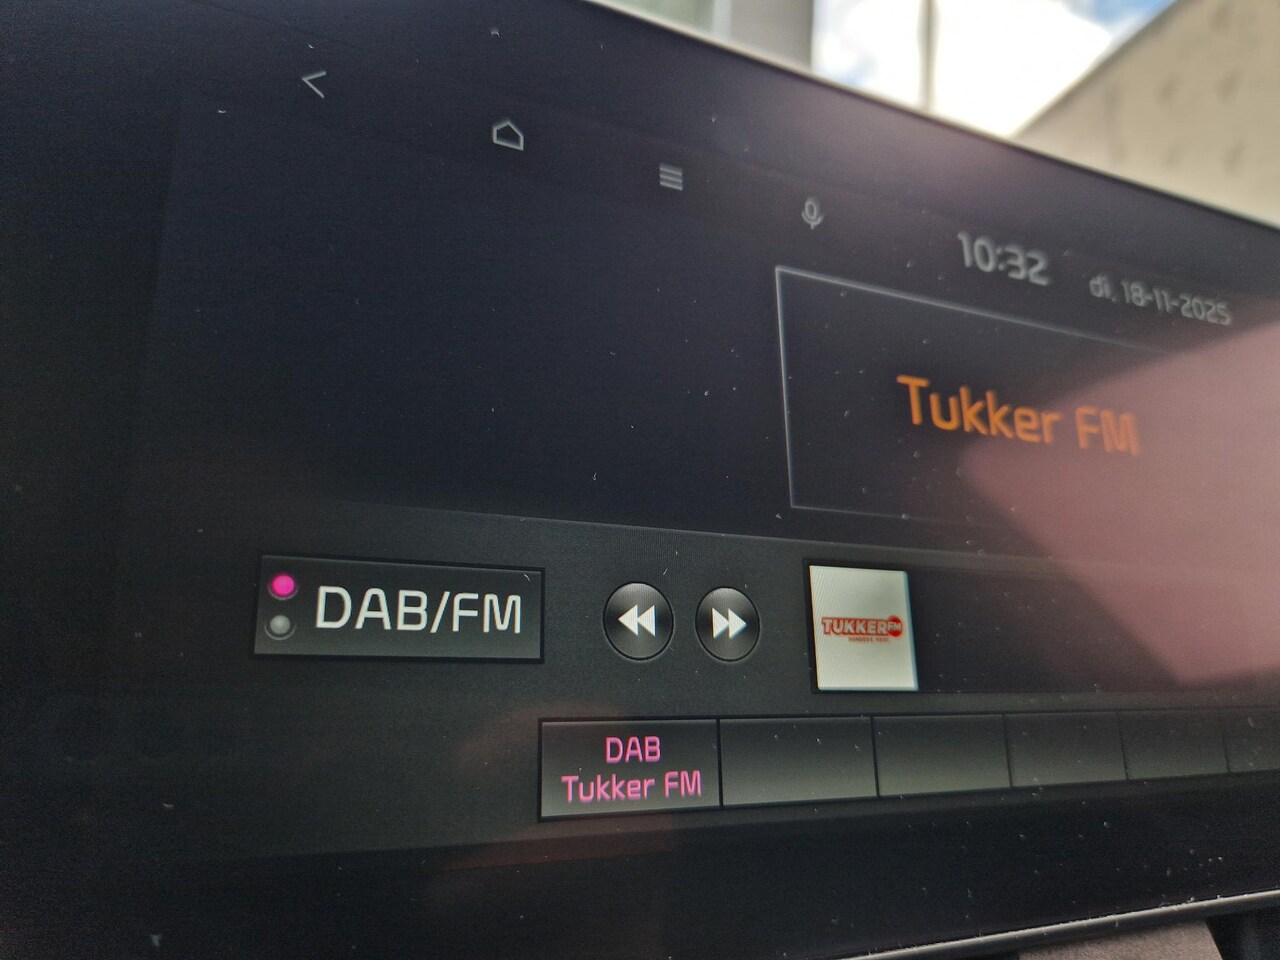 10:32 di. 18-11-2025
Tukker FM
DAB/FM
TUKKER FM
DAB
Tukker FM